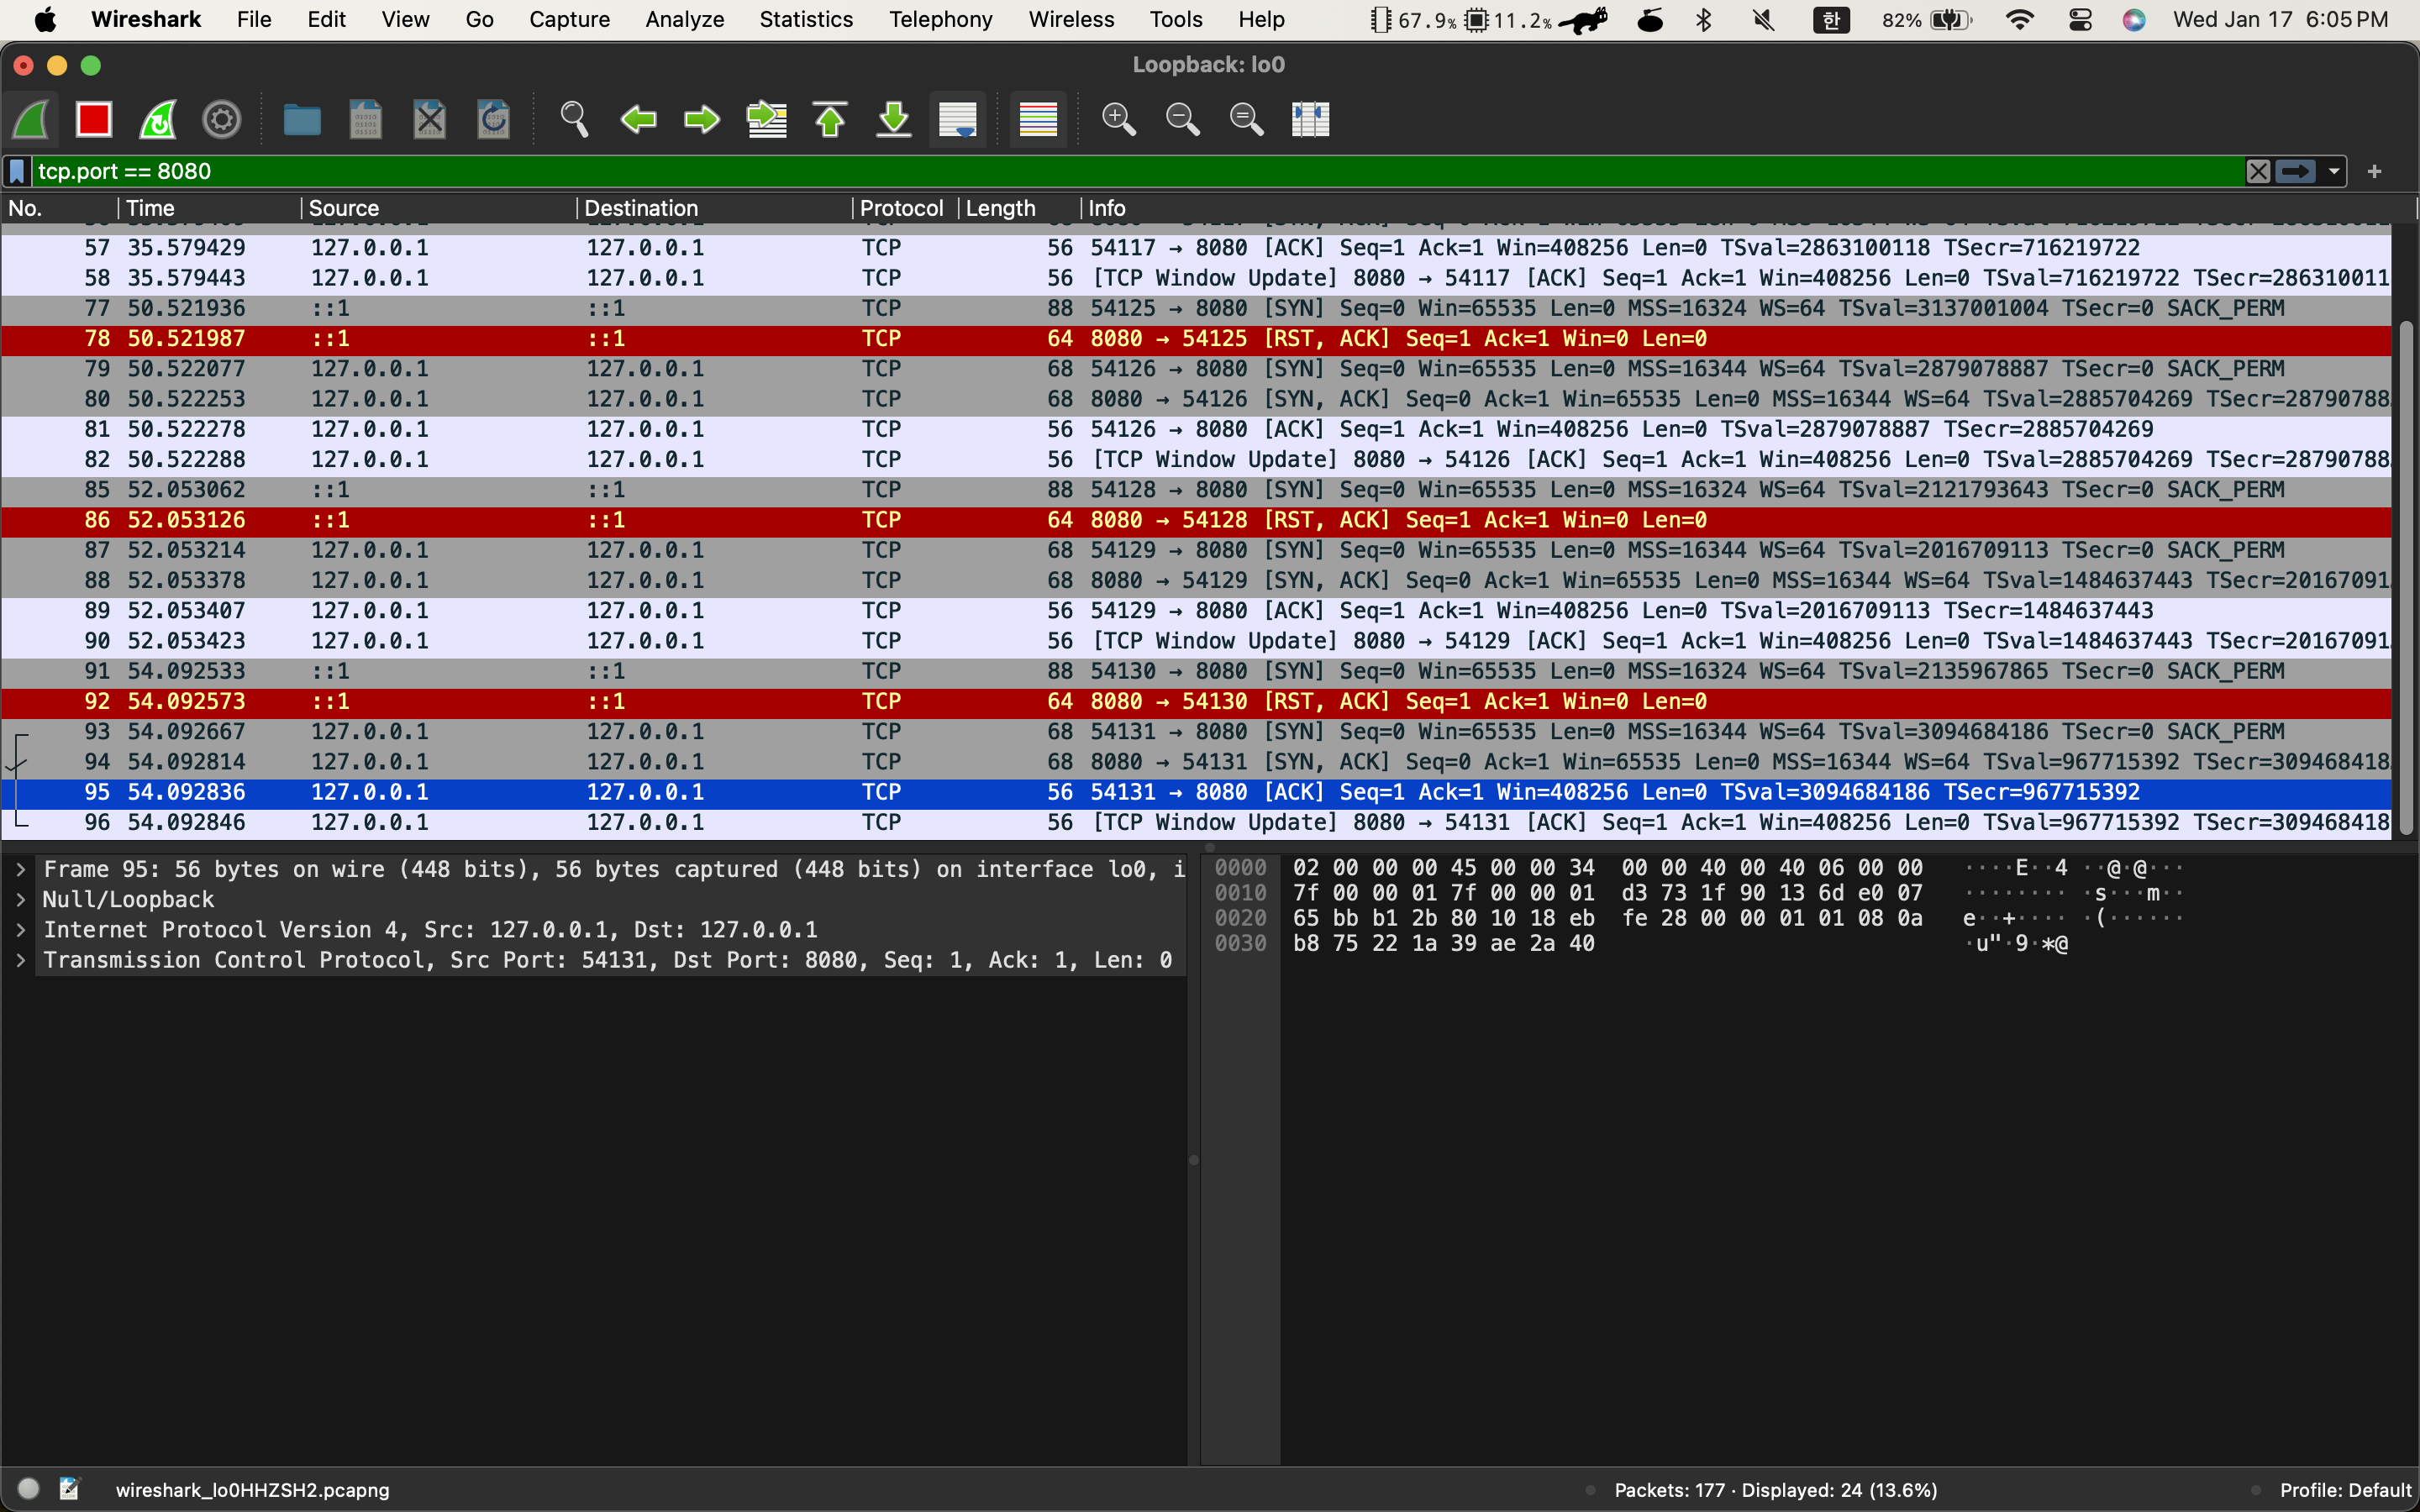 Wireshark File Edit View Go Capture Analyze Statistics Telephony Wireless Tools Help 67.9% 11.2% 한 82% Wed Jan 17 6:05 PM
Loopback: lo0
tcp.port == 8080
No. Time Source Destination Protocol Length Info
57 35.579429 127.0.0.1 127.0.0.1 TCP 56 54117 → 8080 [ACK] Seq=1 Ack=1 Win=408256 Len=0 TSval=2863100118 TSecr=716219722
58 35.579443 127.0.0.1 127.0.0.1 TCP 56 [TCP Window Update] 8080 → 54117 [ACK] Seq=1 Ack=1 Win=408256 Len=0 TSval=716219722 TSecr=286310011
77 50.521936 ::1 ::1 TCP 88 54125 → 8080 [SYN] Seq=0 Win=65535 Len=0 MSS=16324 WS=64 TSval=3137001004 TSecr=0 SACK_PERM
78 50.521987 ::1 ::1 TCP 64 8080 → 54125 [RST, ACK] Seq=1 Ack=1 Win=0 Len=0
79 50.522077 127.0.0.1 127.0.0.1 TCP 68 54126 → 8080 [SYN] Seq=0 Win=65535 Len=0 MSS=16344 WS=64 TSval=2879078887 TSecr=0 SACK_PERM
80 50.522253 127.0.0.1 127.0.0.1 TCP 68 8080 → 54126 [SYN, ACK] Seq=0 Ack=1 Win=65535 Len=0 MSS=16344 WS=64 TSval=2885704269 TSecr=28790788…
81 50.522278 127.0.0.1 127.0.0.1 TCP 56 54126 → 8080 [ACK] Seq=1 Ack=1 Win=408256 Len=0 TSval=2879078887 TSecr=2885704269
82 50.522288 127.0.0.1 127.0.0.1 TCP 56 [TCP Window Update] 8080 → 54126 [ACK] Seq=1 Ack=1 Win=408256 Len=0 TSval=2885704269 TSecr=28790788…
85 52.053062 ::1 ::1 TCP 88 54128 → 8080 [SYN] Seq=0 Win=65535 Len=0 MSS=16324 WS=64 TSval=2121793643 TSecr=0 SACK_PERM
86 52.053126 ::1 ::1 TCP 64 8080 → 54128 [RST, ACK] Seq=1 Ack=1 Win=0 Len=0
87 52.053214 127.0.0.1 127.0.0.1 TCP 68 54129 → 8080 [SYN] Seq=0 Win=65535 Len=0 MSS=16344 WS=64 TSval=2016709113 TSecr=0 SACK_PERM
88 52.053378 127.0.0.1 127.0.0.1 TCP 68 8080 → 54129 [SYN, ACK] Seq=0 Ack=1 Win=65535 Len=0 MSS=16344 WS=64 TSval=1484637443 TSecr=20167091…
89 52.053407 127.0.0.1 127.0.0.1 TCP 56 54129 → 8080 [ACK] Seq=1 Ack=1 Win=408256 Len=0 TSval=2016709113 TSecr=1484637443
90 52.053423 127.0.0.1 127.0.0.1 TCP 56 [TCP Window Update] 8080 → 54129 [ACK] Seq=1 Ack=1 Win=408256 Len=0 TSval=1484637443 TSecr=20167091…
91 54.092533 ::1 ::1 TCP 88 54130 → 8080 [SYN] Seq=0 Win=65535 Len=0 MSS=16324 WS=64 TSval=2135967865 TSecr=0 SACK_PERM
92 54.092573 ::1 ::1 TCP 64 8080 → 54130 [RST, ACK] Seq=1 Ack=1 Win=0 Len=0
93 54.092667 127.0.0.1 127.0.0.1 TCP 68 54131 → 8080 [SYN] Seq=0 Win=65535 Len=0 MSS=16344 WS=64 TSval=3094684186 TSecr=0 SACK_PERM
94 54.092814 127.0.0.1 127.0.0.1 TCP 68 8080 → 54131 [SYN, ACK] Seq=0 Ack=1 Win=65535 Len=0 MSS=16344 WS=64 TSval=967715392 TSecr=309468418…
95 54.092836 127.0.0.1 127.0.0.1 TCP 56 54131 → 8080 [ACK] Seq=1 Ack=1 Win=408256 Len=0 TSval=3094684186 TSecr=967715392
96 54.092846 127.0.0.1 127.0.0.1 TCP 56 [TCP Window Update] 8080 → 54131 [ACK] Seq=1 Ack=1 Win=408256 Len=0 TSval=967715392 TSecr=309468418
Frame 95: 56 bytes on wire (448 bits), 56 bytes captured (448 bits) on interface lo0, i
Null/Loopback
Internet Protocol Version 4, Src: 127.0.0.1, Dst: 127.0.0.1
Transmission Control Protocol, Src Port: 54131, Dst Port: 8080, Seq: 1, Ack: 1, Len: 0
0000 02 00 00 00 45 00 00 34 00 00 40 00 40 06 00 00 ····E··4 ··@·@···
0010 7f 00 00 01 7f 00 00 01 d3 73 1f 90 13 6d e0 07 ········ ·s···m··
0020 65 bb b1 2b 80 10 18 eb fe 28 00 00 01 01 08 0a e··+···· ·(······
0030 b8 75 22 1a 39 ae 2a 40 ·u"·9·*@
wireshark_lo0HHZSH2.pcapng Packets: 177 · Displayed: 24 (13.6%) Profile: Default